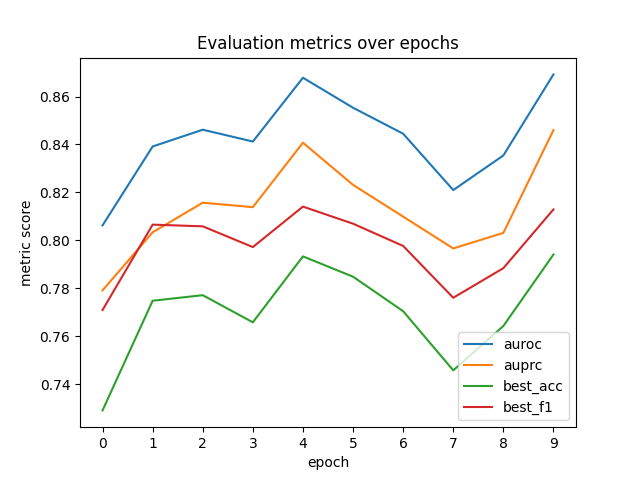 Evaluation metrics over epochs
metric score
0.86
0.84
0.82
0.80
0.78
0.76
0.74
auroc
auprc
best_acc
best_f1
0 1 2 3 4 5 6 7 8 9
epoch